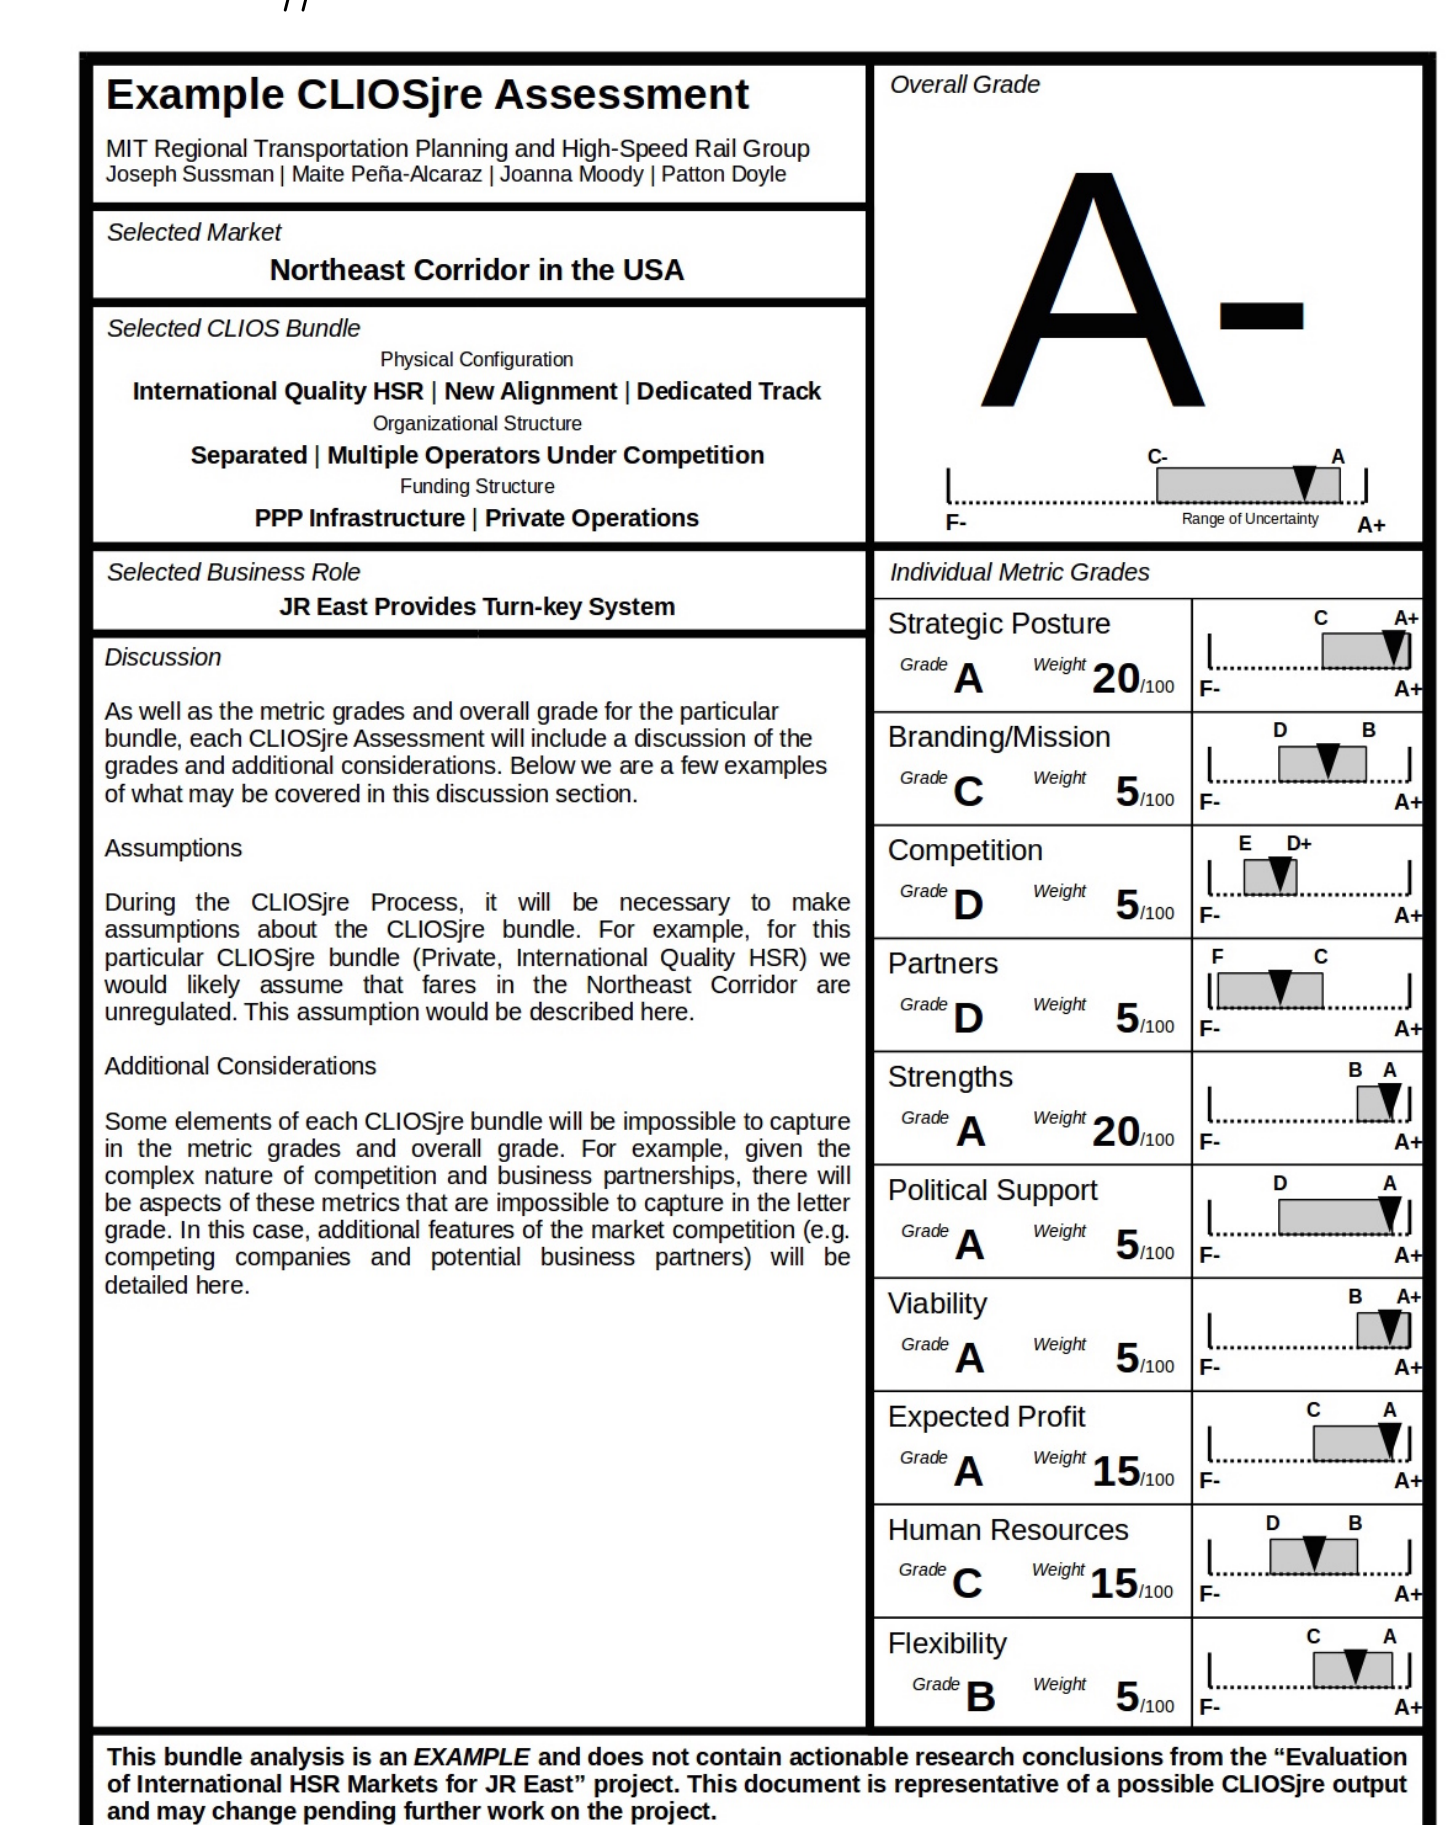 Example CLIOSjre Assessment
MIT Regional Transportation Planning and High-Speed Rail Group
Joseph Sussman | Maite Peña-Alcaraz | Joanna Moody | Patton Doyle
Selected Market
Northeast Corridor in the USA
Selected CLIOS Bundle
Physical Configuration
International Quality HSR | New Alignment | Dedicated Track
Organizational Structure
Separated | Multiple Operators Under Competition
Funding Structure
PPP Infrastructure | Private Operations
Selected Business Role
JR East Provides Turn-key System
Discussion
As well as the metric grades and overall grade for the particular
bundle, each CLIOSjre Assessment will include a discussion of the
grades and additional considerations. Below we are a few examples
of what may be covered in this discussion section.
Assumptions
During the CLIOSjre Process, it will be necessary to make
assumptions about the CLIOSjre bundle. For example, for this
particular CLIOSjre bundle (Private, International Quality HSR) we
would likely assume that fares in the Northeast Corridor are
unregulated. This assumption would be described here.
Additional Considerations
Some elements of each CLIOSjre bundle will be impossible to capture
in the metric grades and overall grade. For example, given the
complex nature of competition and business partnerships, there will
be aspects of these metrics that are impossible to capture in the letter
grade. In this case, additional features of the market competition (e.g.
competing companies and potential business partners) will be
detailed here.
Overall Grade
A-
C- A
F- Range of Uncertainty A+
Individual Metric Grades
Strategic Posture
Grade A Weight 20/100
C A+
F- A+
Branding/Mission
Grade C Weight 5/100
D B
F- A+
Competition
Grade D Weight 5/100
E D+
F- A+
Partners
Grade D Weight 5/100
F C
F- A+
Strengths
Grade A Weight 20/100
B A
F- A+
Political Support
Grade A Weight 5/100
D A
F- A+
Viability
Grade A Weight 5/100
B A+
F- A+
Expected Profit
Grade A Weight 15/100
C A
F- A+
Human Resources
Grade C Weight 15/100
D B
F- A+
Flexibility
Grade B Weight 5/100
C A
F- A+
This bundle analysis is an EXAMPLE and does not contain actionable research conclusions from the “Evaluation
of International HSR Markets for JR East” project. This document is representative of a possible CLIOSjre output
and may change pending further work on the project.